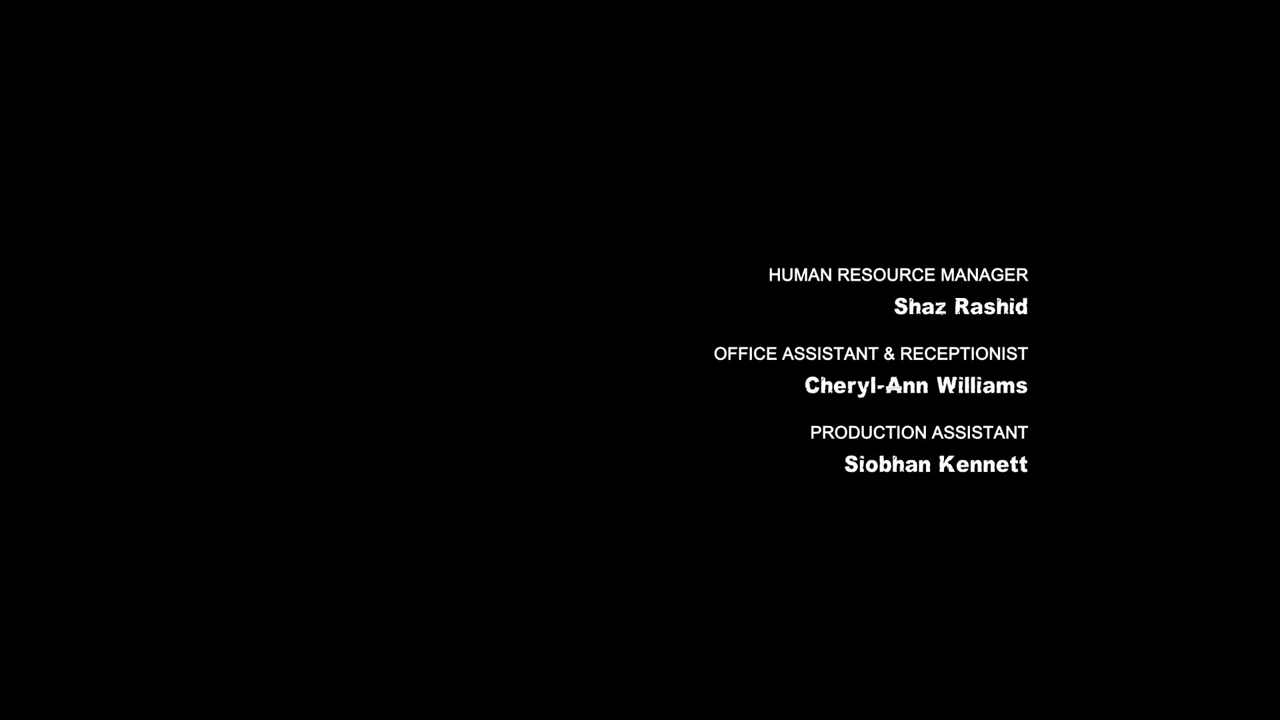 HUMAN RESOURCE MANAGER
Shaz Rashid
OFFICE ASSISTANT & RECEPTIONIST
Cheryl-Ann Williams
PRODUCTION ASSISTANT
Siobhan Kennett